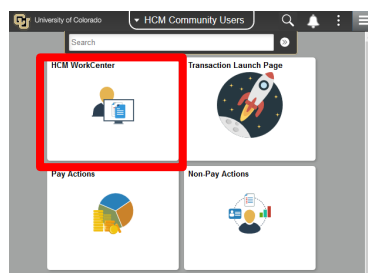 University of Colorado
HCM Community Users
Search
HCM WorkCenter
Transaction Launch Page
Pay Actions
Non-Pay Actions